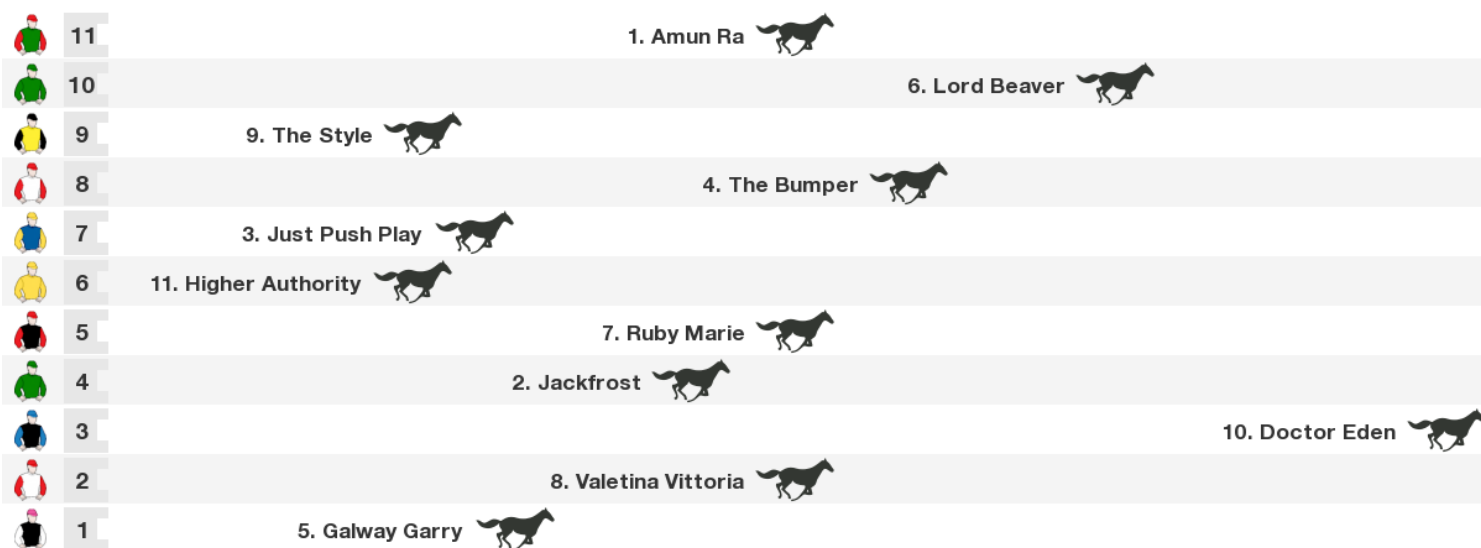 11 1. Amun Ra
10 6. Lord Beaver
9 9. The Style
8 4. The Bumper
7 3. Just Push Play
6 11. Higher Authority
5 7. Ruby Marie
4 2. Jackfrost
3 10. Doctor Eden
2 8. Valetina Vittoria
1 5. Galway Garry